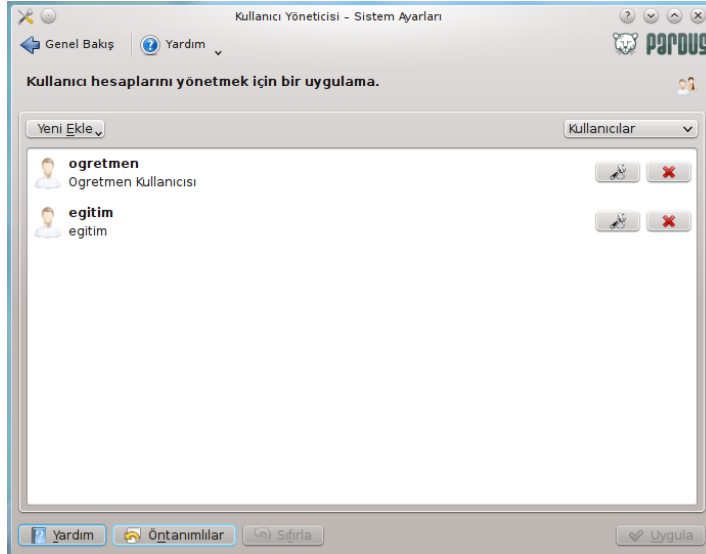 Kullanıcı Yöneticisi – Sistem Ayarları
Genel Bakış Yardım
PARDUS
Kullanıcı hesaplarını yönetmek için bir uygulama.
Yeni Ekle Kullanıcılar
ogretmen
Ogretmen Kullanıcısı
egitim
egitim
Yardım Öntanımlılar Sıfırla Uygula